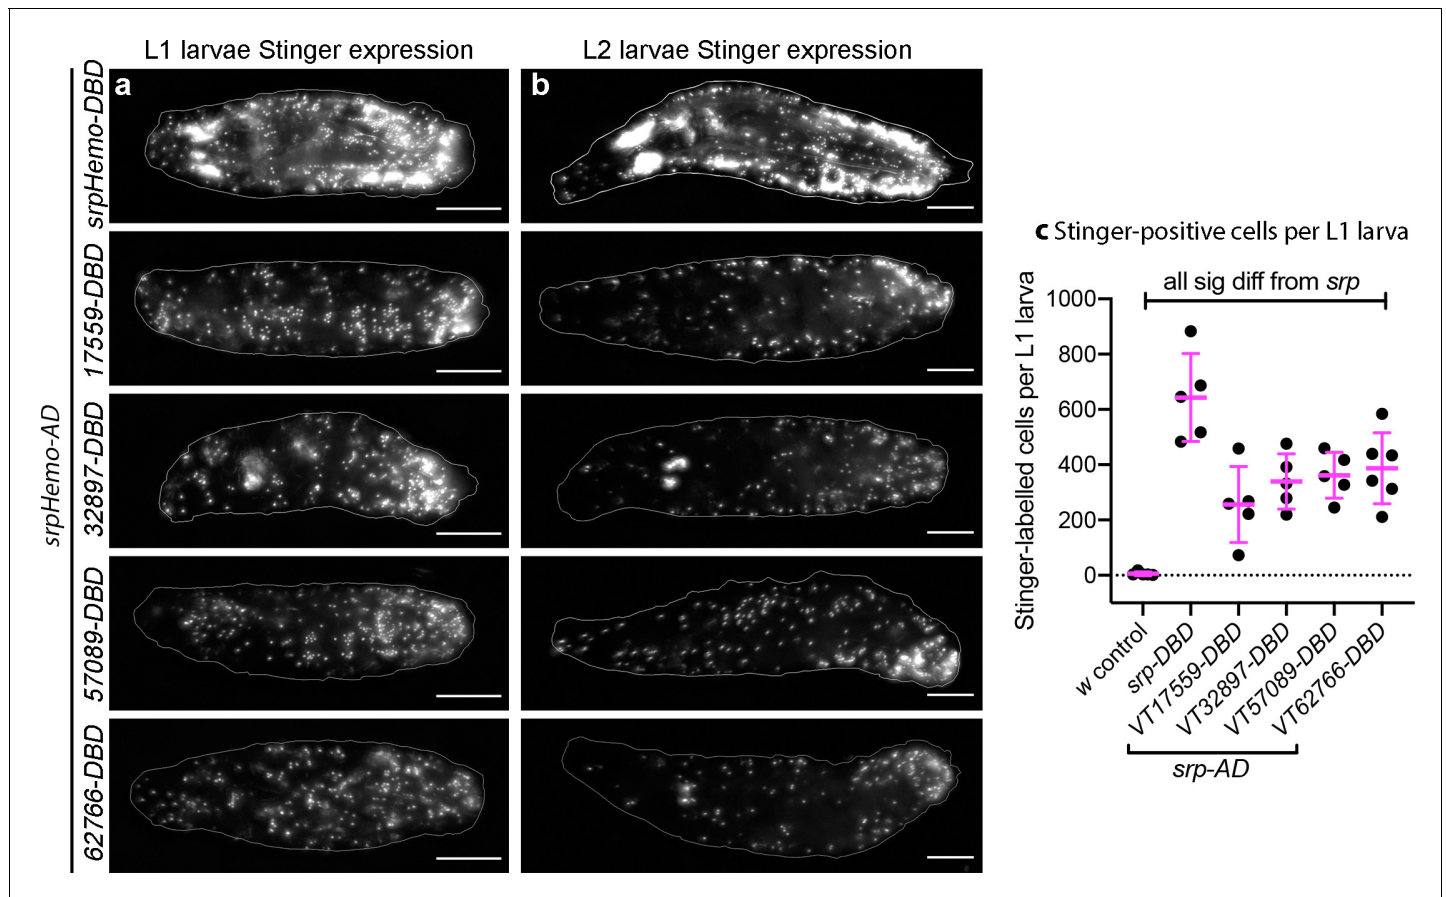 L1 larvae Stinger expression
L2 larvae Stinger expression
srpHemo-AD
srpHemo-DBD
17559-DBD
32897-DBD
57089-DBD
62766-DBD
a
b
c Stinger-positive cells per L1 larva
all sig diff from srp
Stinger-labelled cells per L1 larva
1000
800
600
400
200
0
w control
srp-DBD
VT17559-DBD
VT32897-DBD
VT57089-DBD
VT62766-DBD
srp-AD